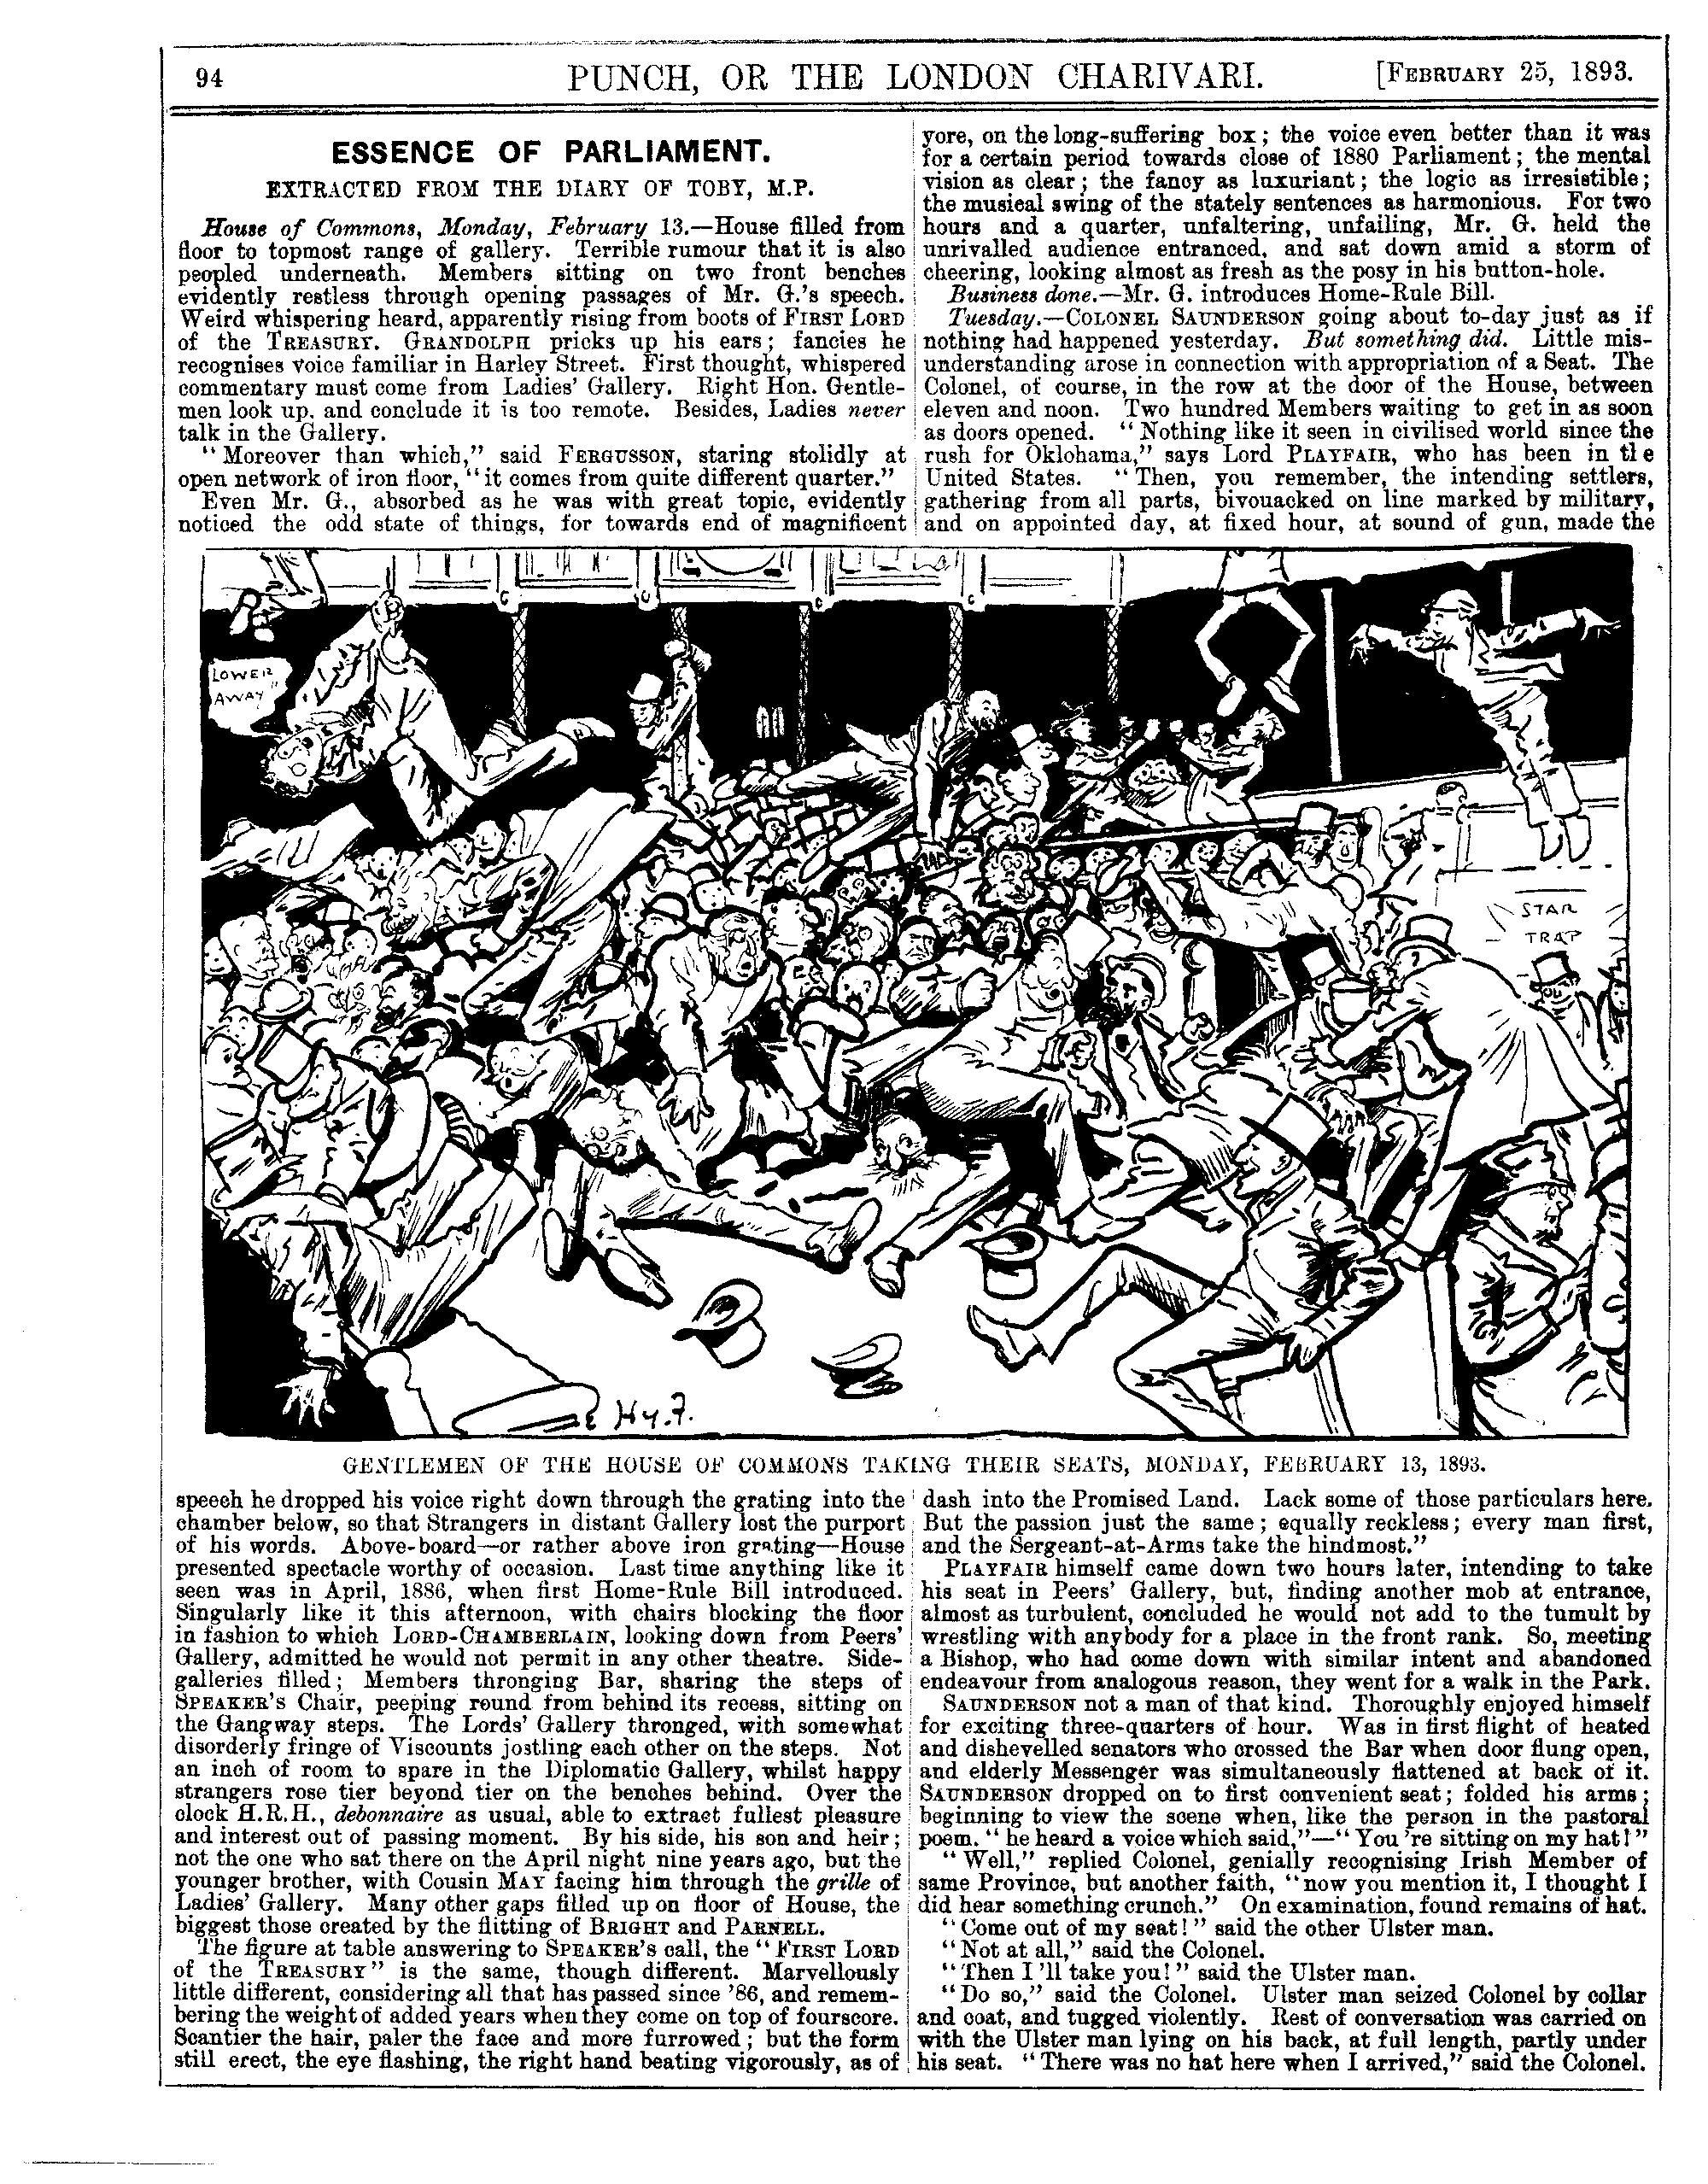 94
PUNCH, OR THE LONDON CHARIVARI.
[FEBRUARY 25, 1893.
ESSENCE OF PARLIAMENT.
EXTRACTED FROM THE DIARY OF TOBY, M.P.
House of Commons, Monday, February 13.—House filled from
floor to topmost range of gallery. Terrible rumour that it is also
peopled underneath. Members sitting on two front benches
evidently restless through opening passages of Mr. G.'s speech.
Weird whispering heard, apparently rising from boots of FIRST LORD
of the TREASURY. GRANDOLPH pricks up his ears; fancies he
recognises voice familiar in Harley Street. First thought, whispered
commentary must come from Ladies' Gallery. Right Hon. Gentle-
men look up, and conclude it is too remote. Besides, Ladies never
talk in the Gallery.
"Moreover than which," said FERGUSSON, staring stolidly at
open network of iron floor, "it comes from quite different quarter."
Even Mr. G., absorbed as he was with great topic, evidently
noticed the odd state of things, for towards end of magnificent
yore, on the long-suffering box; the voice even better than it was
for a certain period towards close of 1880 Parliament; the mental
vision as clear; the fancy as luxuriant; the logic as irresistible;
the musical swing of the stately sentences as harmonious. For two
hours and a quarter, unfaltering, unfailing, Mr. G. held the
unrivalled audience entranced, and sat down amid a storm of
cheering, looking almost as fresh as the posy in his button-hole.
Business done.—Mr. G. introduces Home-Rule Bill.
Tuesday.—COLONEL SAUNDERSON going about to-day just as if
nothing had happened yesterday. But something did. Little mis-
understanding arose in connection with appropriation of a Seat. The
Colonel, of course, in the row at the door of the House, between
eleven and noon. Two hundred Members waiting to get in as soon
as doors opened. "Nothing like it seen in civilised world since the
rush for Oklohama," says Lord PLAYFAIR, who has been in the
United States. "Then, you remember, the intending settlers,
gathering from all parts, bivouacked on line marked by military,
and on appointed day, at fixed hour, at sound of gun, made the
LOWER
AWAY"
STAR
TRAP
Hy. F.
GENTLEMEN OF THE HOUSE OF COMMONS TAKING THEIR SEATS, MONDAY, FEBRUARY 13, 1893.
speech he dropped his voice right down through the grating into the
chamber below, so that Strangers in distant Gallery lost the purport
of his words. Above-board—or rather above iron grating—House
presented spectacle worthy of occasion. Last time anything like it
seen was in April, 1886, when first Home-Rule Bill introduced.
Singularly like it this afternoon, with chairs blocking the floor
in fashion to which LORD-CHAMBERLAIN, looking down from Peers'
Gallery, admitted he would not permit in any other theatre. Side-
galleries filled; Members thronging Bar, sharing the steps of
SPEAKER'S Chair, peeping round from behind its recess, sitting on
the Gangway steps. The Lords' Gallery thronged, with somewhat
disorderly fringe of Viscounts jostling each other on the steps. Not
an inch of room to spare in the Diplomatic Gallery, whilst happy
strangers rose tier beyond tier on the benches behind. Over the
clock H.R.H., debonnaire as usual, able to extract fullest pleasure
and interest out of passing moment. By his side, his son and heir;
not the one who sat there on the April night nine years ago, but the
younger brother, with Cousin MAY facing him through the grille of
Ladies' Gallery. Many other gaps filled up on floor of House, the
biggest those created by the flitting of BRIGHT and PARNELL.
The figure at table answering to SPEAKER'S call, the "FIRST LORD
of the TREASURY" is the same, though different. Marvellously
little different, considering all that has passed since '86, and remem-
bering the weight of added years when they come on top of fourscore.
Scantier the hair, paler the face and more furrowed; but the form
still erect, the eye flashing, the right hand beating vigorously, as of
dash into the Promised Land. Lack some of those particulars here.
But the passion just the same; equally reckless; every man first,
and the Sergeant-at-Arms take the hindmost."
PLAYFAIR himself came down two hours later, intending to take
his seat in Peers' Gallery, but, finding another mob at entrance,
almost as turbulent, concluded he would not add to the tumult by
wrestling with anybody for a place in the front rank. So, meeting
a Bishop, who had come down with similar intent and abandoned
endeavour from analogous reason, they went for a walk in the Park.
SAUNDERSON not a man of that kind. Thoroughly enjoyed himself
for exciting three-quarters of hour. Was in first flight of heated
and dishevelled senators who crossed the Bar when door flung open,
and elderly Messenger was simultaneously flattened at back of it.
SAUNDERSON dropped on to first convenient seat; folded his arms;
beginning to view the scene when, like the person in the pastoral
poem, "he heard a voice which said,"—"You're sitting on my hat!"
"Well," replied Colonel, genially recognising Irish Member of
same Province, but another faith, "now you mention it, I thought I
did hear something crunch." On examination, found remains of hat.
"Come out of my seat!" said the other Ulster man.
"Not at all," said the Colonel.
"Then I'll take you!" said the Ulster man.
"Do so," said the Colonel. Ulster man seized Colonel by collar
and coat, and tugged violently. Rest of conversation was carried on
with the Ulster man lying on his back, at full length, partly under
his seat. "There was no hat here when I arrived," said the Colonel.